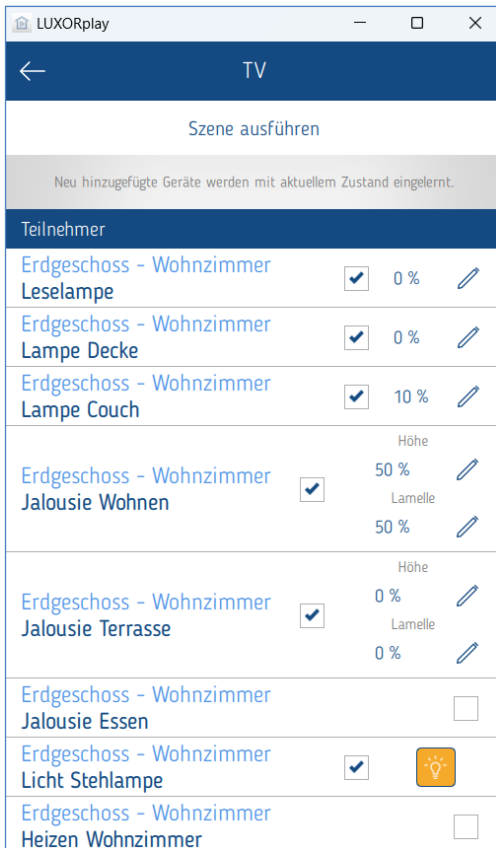 LUXORplay
TV
Szene ausführen
Neu hinzugefügte Geräte werden mit aktuellem Zustand eingelernt.
Teilnehmer
Erdgeschoss - Wohnzimmer
Leselampe
0 %
Erdgeschoss - Wohnzimmer
Lampe Decke
0 %
Erdgeschoss - Wohnzimmer
Lampe Couch
10 %
Erdgeschoss - Wohnzimmer
Jalousie Wohnen
Höhe
50 %
Lamelle
50 %
Erdgeschoss - Wohnzimmer
Jalousie Terrasse
Höhe
0 %
Lamelle
0 %
Erdgeschoss - Wohnzimmer
Jalousie Essen
Erdgeschoss - Wohnzimmer
Licht Stehlampe
Erdgeschoss - Wohnzimmer
Heizen Wohnzimmer